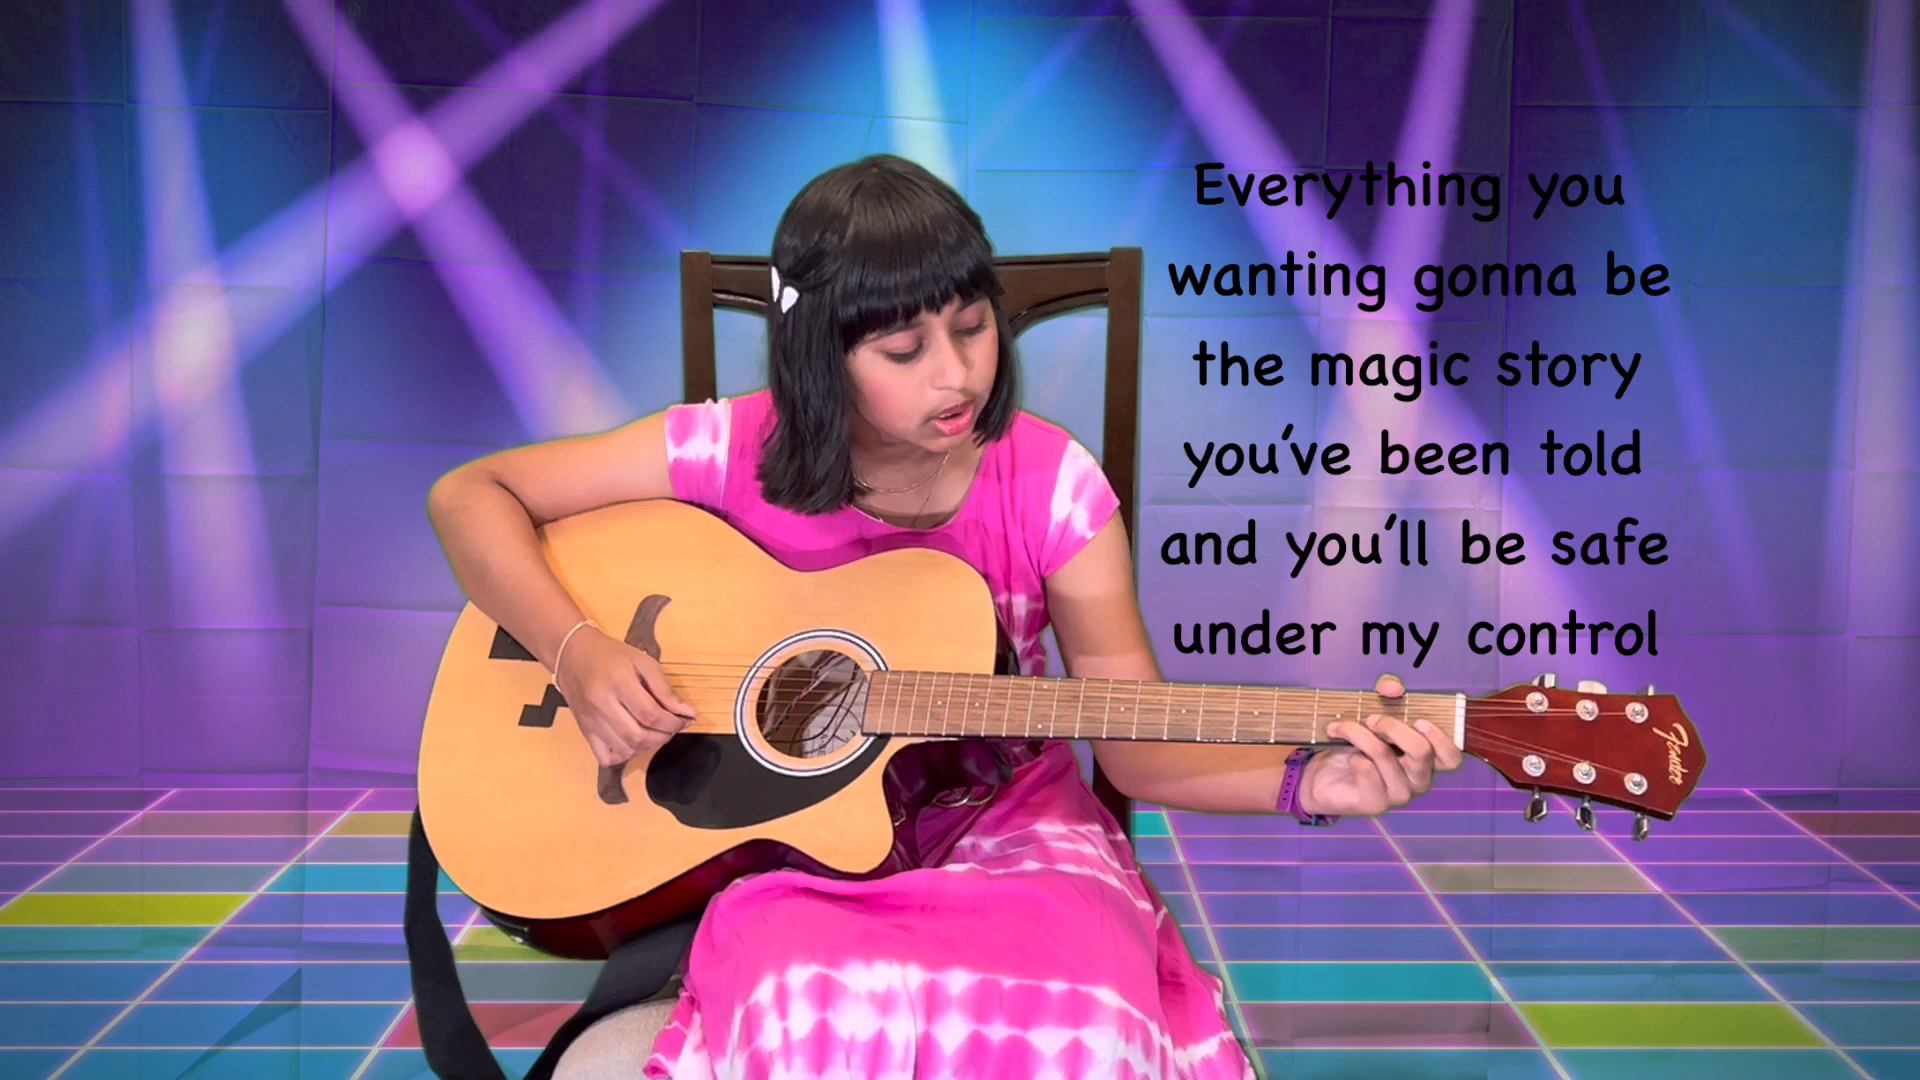 Everything you
wanting gonna be
the magic story
you've been told
and you'll be safe
under my control
Fender